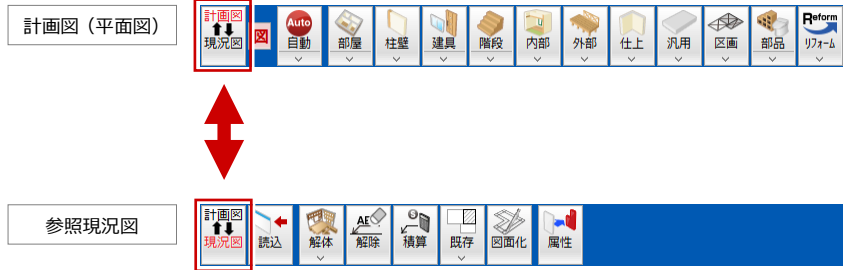 計画図（平面図）
計画図
現況図
図
Auto
自動
部屋
柱壁
建具
階段
内部
外部
仕上
汎用
区画
部品
Reform
リフォーム
参照現況図
計画図
現況図
読込
解体
AE
解除
積算
既存
図面化
属性